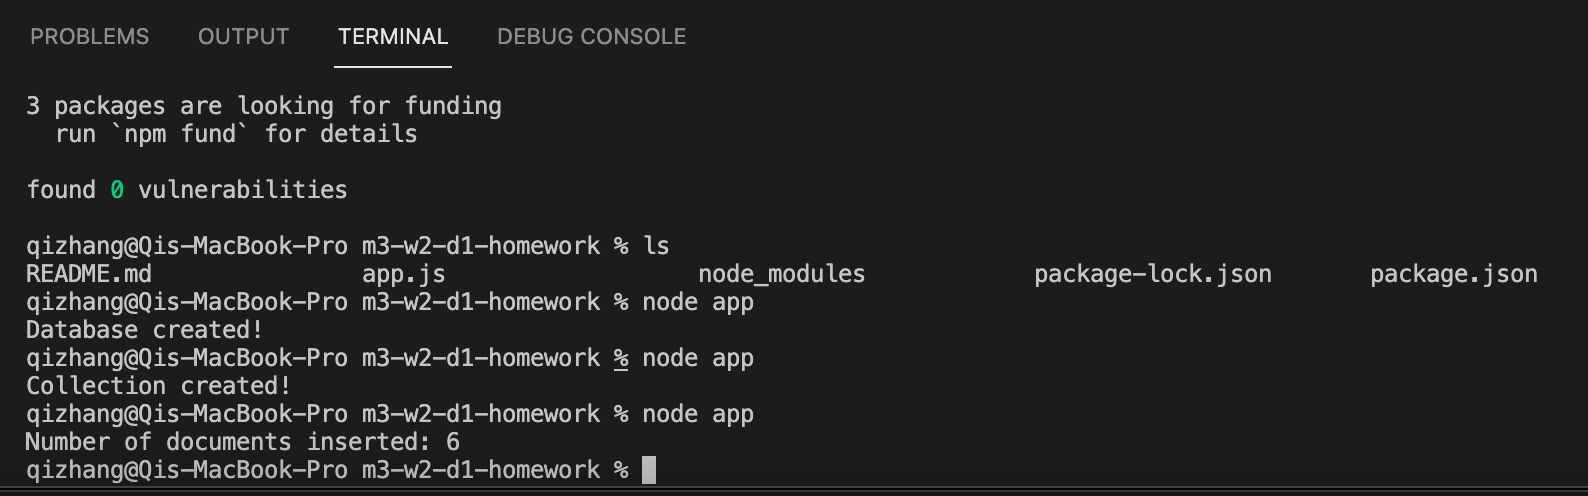 PROBLEMS OUTPUT TERMINAL DEBUG CONSOLE
3 packages are looking for funding
  run `npm fund` for details
found 0 vulnerabilities
qizhang@Qis-MacBook-Pro m3-w2-d1-homework % ls
README.md app.js node_modules package-lock.json package.json
qizhang@Qis-MacBook-Pro m3-w2-d1-homework % node app
Database created!
qizhang@Qis-MacBook-Pro m3-w2-d1-homework % node app
Collection created!
qizhang@Qis-MacBook-Pro m3-w2-d1-homework % node app
Number of documents inserted: 6
qizhang@Qis-MacBook-Pro m3-w2-d1-homework %